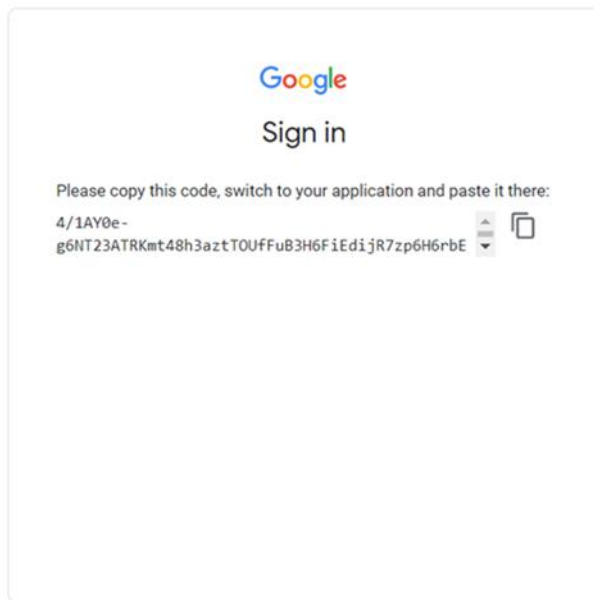 Google
Sign in
Please copy this code, switch to your application and paste it there:
4/1AY0e-
g6NT23ATRKmt48h3aztTOUfFuB3H6FiEdijR7zp6H6rbE